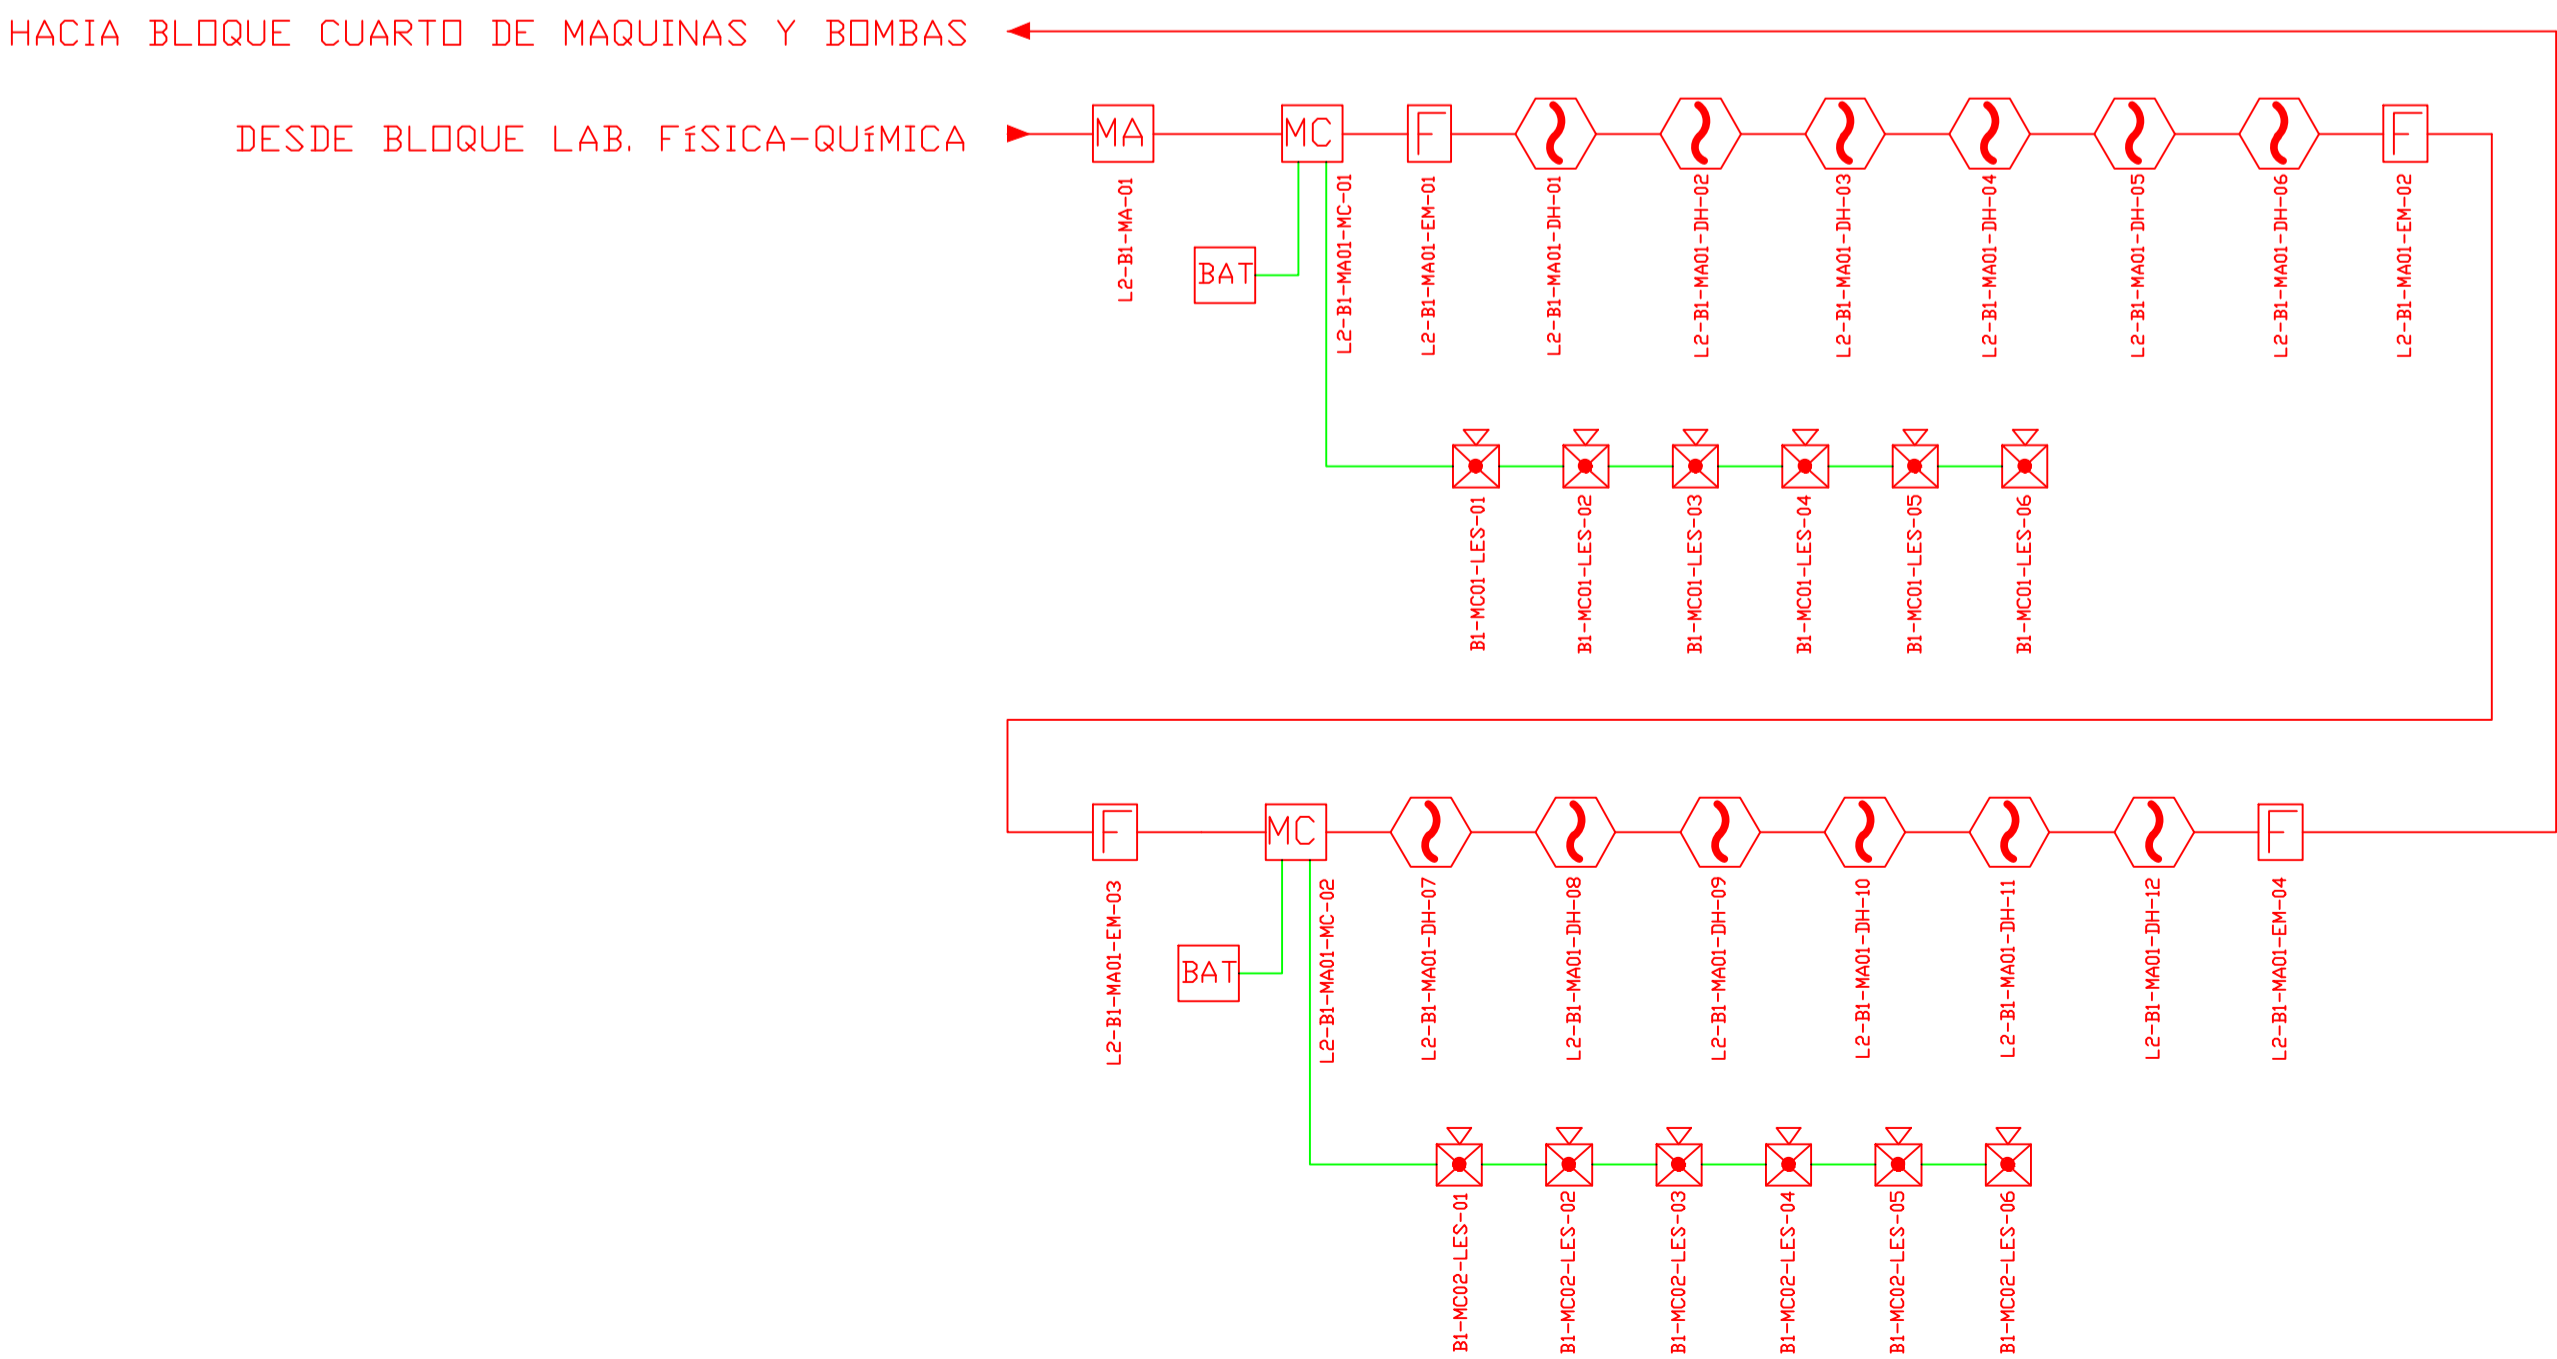 HACIA BLOQUE CUARTO DE MAQUINAS Y BOMBAS
DESDE BLOQUE LAB. FíSICA-QUíMICA
MA
MC
F
F
L2-B1-MA-01
L2-B1-MA01-MC-01
L2-B1-MA01-EM-01
L2-B1-MA01-DH-01
L2-B1-MA01-DH-02
L2-B1-MA01-DH-03
L2-B1-MA01-DH-04
L2-B1-MA01-DH-05
L2-B1-MA01-DH-06
L2-B1-MA01-EM-02
BAT
B1-MC01-LES-01
B1-MC01-LES-02
B1-MC01-LES-03
B1-MC01-LES-04
B1-MC01-LES-05
B1-MC01-LES-06
F
MC
F
L2-B1-MA01-EM-03
L2-B1-MA01-MC-02
L2-B1-MA01-DH-07
L2-B1-MA01-DH-08
L2-B1-MA01-DH-09
L2-B1-MA01-DH-10
L2-B1-MA01-DH-11
L2-B1-MA01-DH-12
L2-B1-MA01-EM-04
BAT
B1-MC02-LES-01
B1-MC02-LES-02
B1-MC02-LES-03
B1-MC02-LES-04
B1-MC02-LES-05
B1-MC02-LES-06